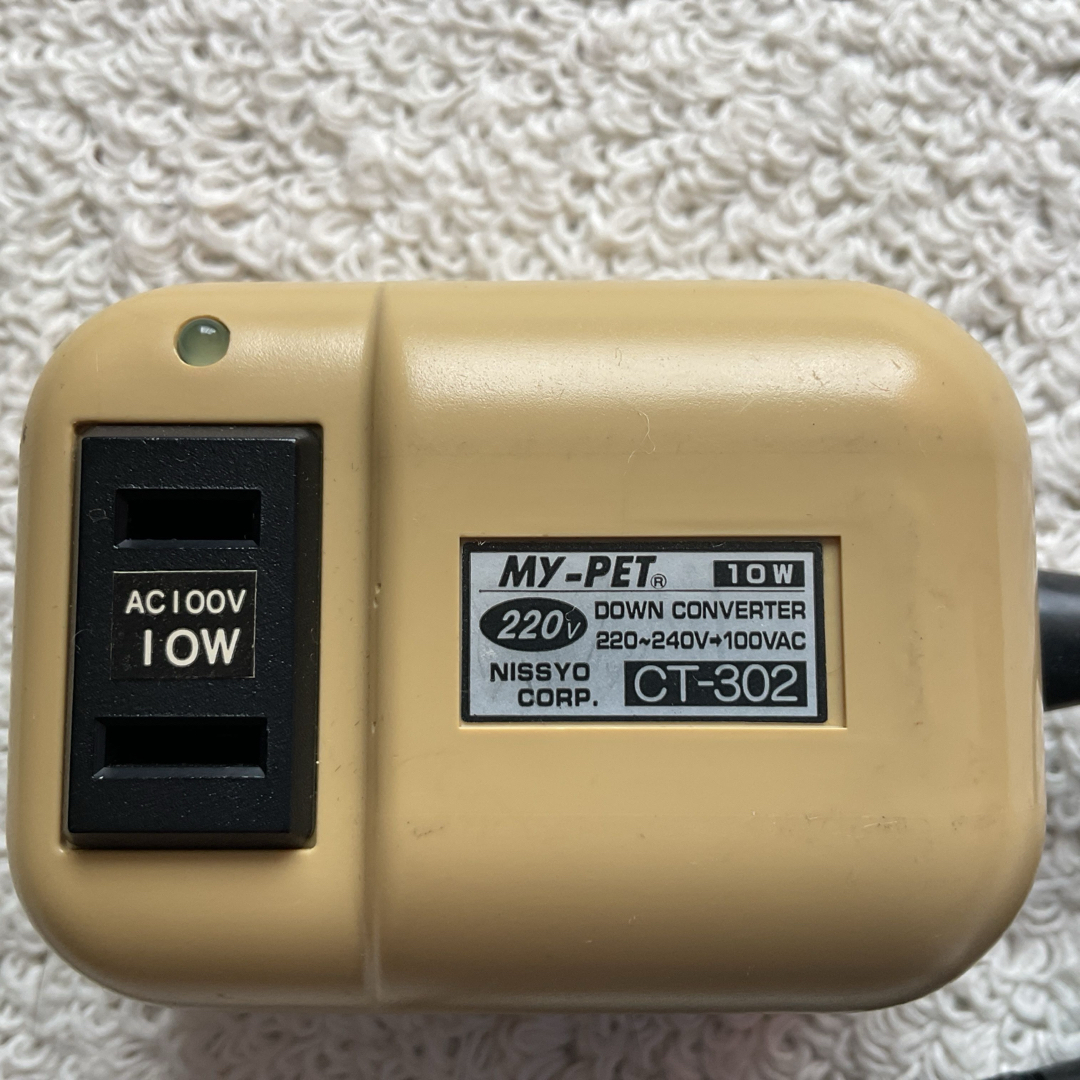 AC100V
10W
MY-PET® 10W
220V DOWN CONVERTER
220~240V→100VAC
NISSYO CORP. CT-302